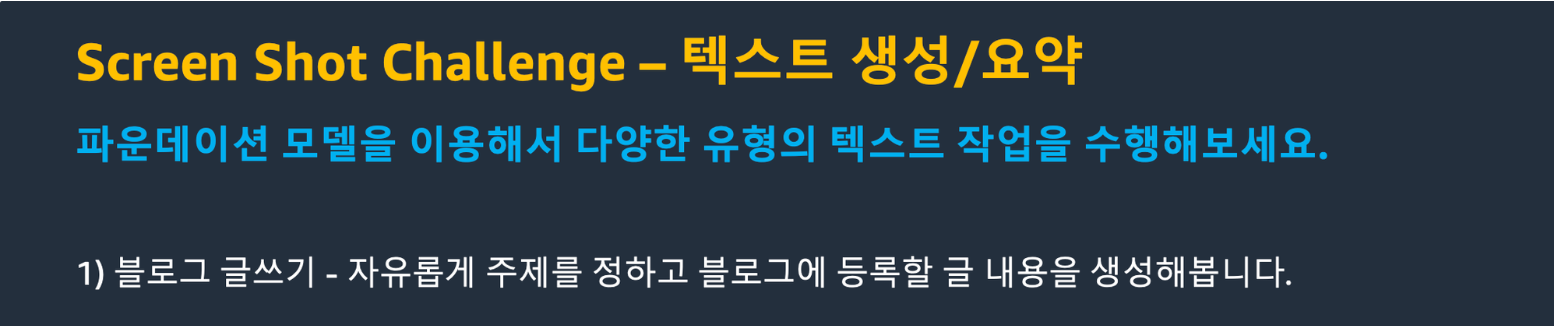 Screen Shot Challenge – 텍스트 생성/요약
파운데이션 모델을 이용해서 다양한 유형의 텍스트 작업을 수행해보세요.
1) 블로그 글쓰기 - 자유롭게 주제를 정하고 블로그에 등록할 글 내용을 생성해봅니다.